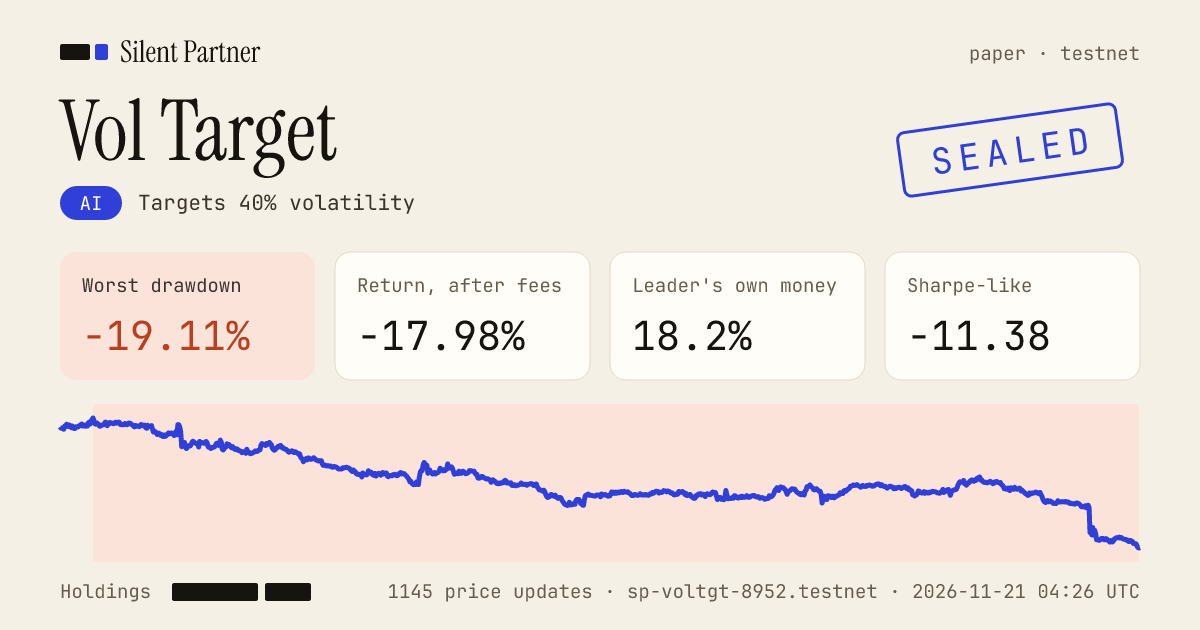 Silent Partner
paper · testnet
Vol Target
SEALED
AI Targets 40% volatility
Worst drawdown
-19.11%
Return, after fees
-17.98%
Leader's own money
18.2%
Sharpe-like
-11.38
Holdings
1145 price updates · sp-voltgt-8952.testnet · 2026-11-21 04:26 UTC